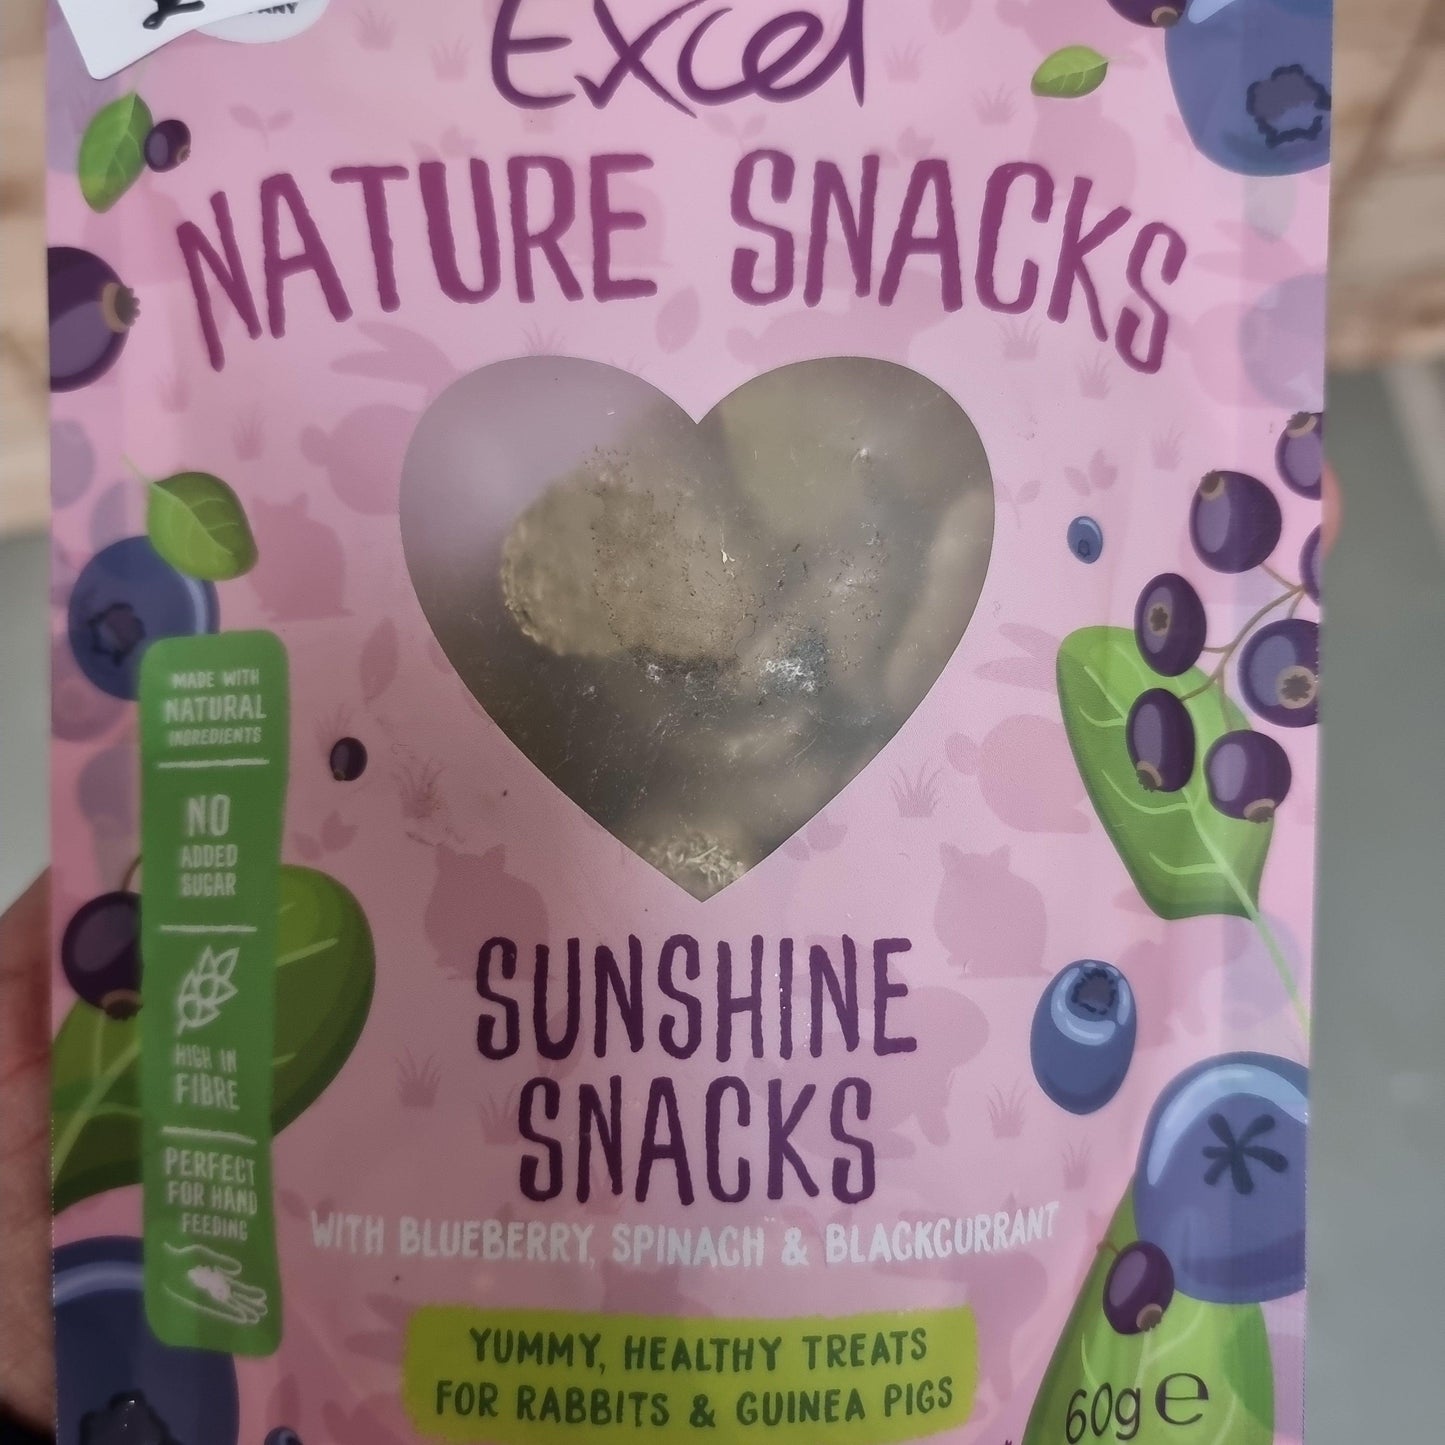 Excel
NATURE SNACKS
MADE WITH
NATURAL
INGREDIENTS
NO
ADDED
SUGAR
HIGH IN
FIBRE
PERFECT
FOR HAND
FEEDING
SUNSHINE
SNACKS
WITH BLUEBERRY, SPINACH & BLACKCURRANT
YUMMY, HEALTHY TREATS
FOR RABBITS & GUINEA PIGS
60g e